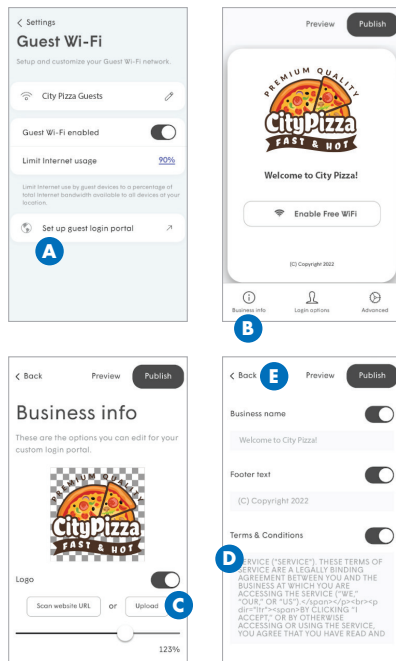 < Settings
Guest Wi-Fi
Setup and customize your Guest Wi-Fi network.
City Pizza Guests
Guest Wi-Fi enabled
Limit Internet usage 90%
Limit Internet use by guest devices to a percentage of
total internet bandwidth available to all devices of your
location.
Set up guest login portal
A
Preview Publish
PREMIUM QUALITY
CityPizza
FAST & HOT
Welcome to City Pizza!
Enable Free WiFi
(C) Copyright 2022
Business info Login options Advanced
B
< Back Preview Publish
Business info
These are the options you can edit for your
custom login portal.
PREMIUM QUALITY
CityPizza
FAST & HOT
Logo
Scan website URL or Upload C
123%
< Back E Preview Publish
Business name
Welcome to City Pizza!
Footer text
(C) Copyright 2022
Terms & Conditions
D
SERVICE ("SERVICE"). THESE TERMS OF
SERVICE ARE A LEGALLY BINDING
AGREEMENT BETWEEN YOU AND THE
BUSINESS AT WHICH YOU ARE
ACCESSING THE SERVICE ("WE,"
"OUR," OR "US").</span></p><br><p
dir="ltr"><span>BY CLICKING "I
ACCEPT," OR BY OTHERWISE
ACCESSING OR USING THE SERVICE,
YOU AGREE THAT YOU HAVE READ AND